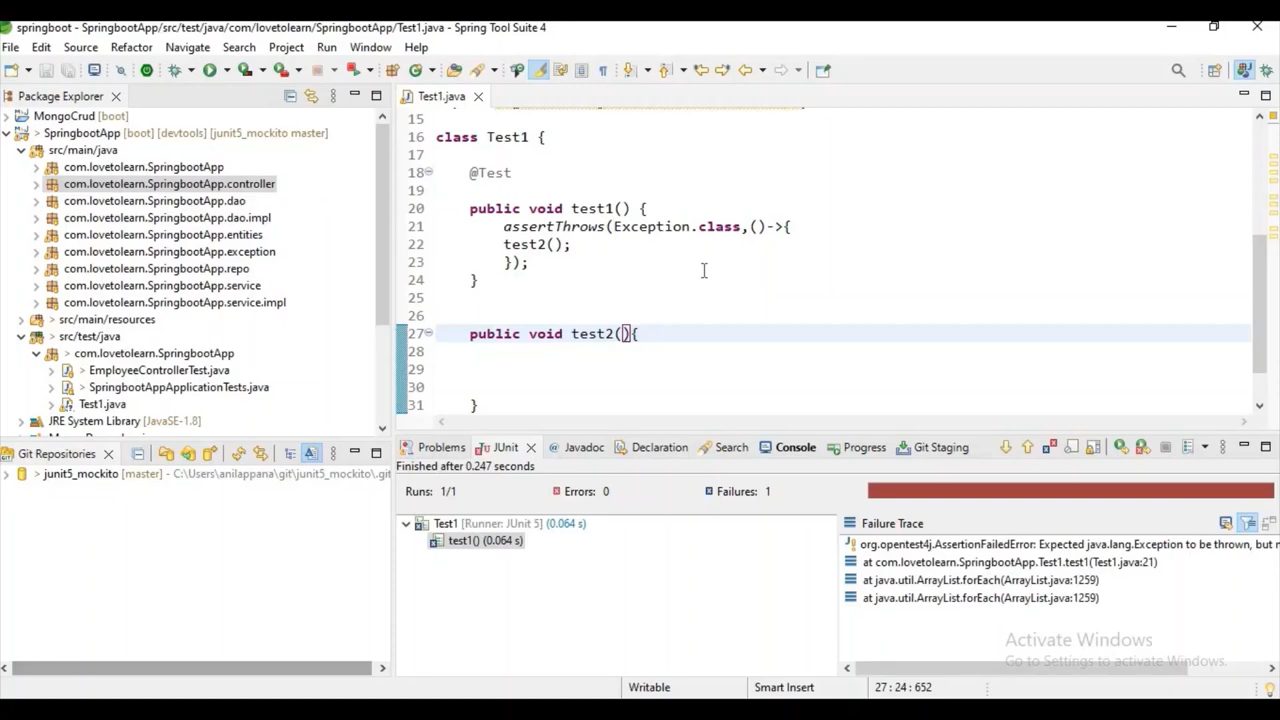 springboot - SpringbootApp/src/test/java/com/lovetolearn/SpringbootApp/Test1.java - Spring Tool Suite 4
File Edit Source Refactor Navigate Search Project Run Window Help
Package Explorer
MongoCrud [boot]
> SpringbootApp [boot] [devtools] [junit5_mockito master]
src/main/java
com.lovetolearn.SpringbootApp
com.lovetolearn.SpringbootApp.controller
com.lovetolearn.SpringbootApp.dao
com.lovetolearn.SpringbootApp.dao.impl
com.lovetolearn.SpringbootApp.entities
com.lovetolearn.SpringbootApp.exception
com.lovetolearn.SpringbootApp.repo
com.lovetolearn.SpringbootApp.service
com.lovetolearn.SpringbootApp.service.impl
> src/main/resources
> src/test/java
> com.lovetolearn.SpringbootApp
> EmployeeControllerTest.java
> SpringbootAppApplicationTests.java
Test1.java
JRE System Library [JavaSE-1.8]
Test1.java
15
16 class Test1 {
17
18 @Test
19
20 public void test1() {
21 assertThrows(Exception.class,()->{
22 test2();
23 });
24 }
25
26
27 public void test2(){
28
29
30
31 }
Git Repositories
> junit5_mockito [master] - C:\Users\anilappana\git\junit5_mockito\.git
Problems JUnit Javadoc Declaration Search Console Progress Git Staging
Finished after 0.247 seconds
Runs: 1/1 Errors: 0 Failures: 1
Test1 [Runner: JUnit 5] (0.064 s)
test1() (0.064 s)
Failure Trace
org.opentest4j.AssertionFailedError: Expected java.lang.Exception to be thrown, but n
at com.lovetolearn.SpringbootApp.Test1.test1(Test1.java:21)
at java.util.ArrayList.forEach(ArrayList.java:1259)
at java.util.ArrayList.forEach(ArrayList.java:1259)
Activate Windows
Go to Settings to activate Windows.
Writable Smart Insert 27 : 24 : 652